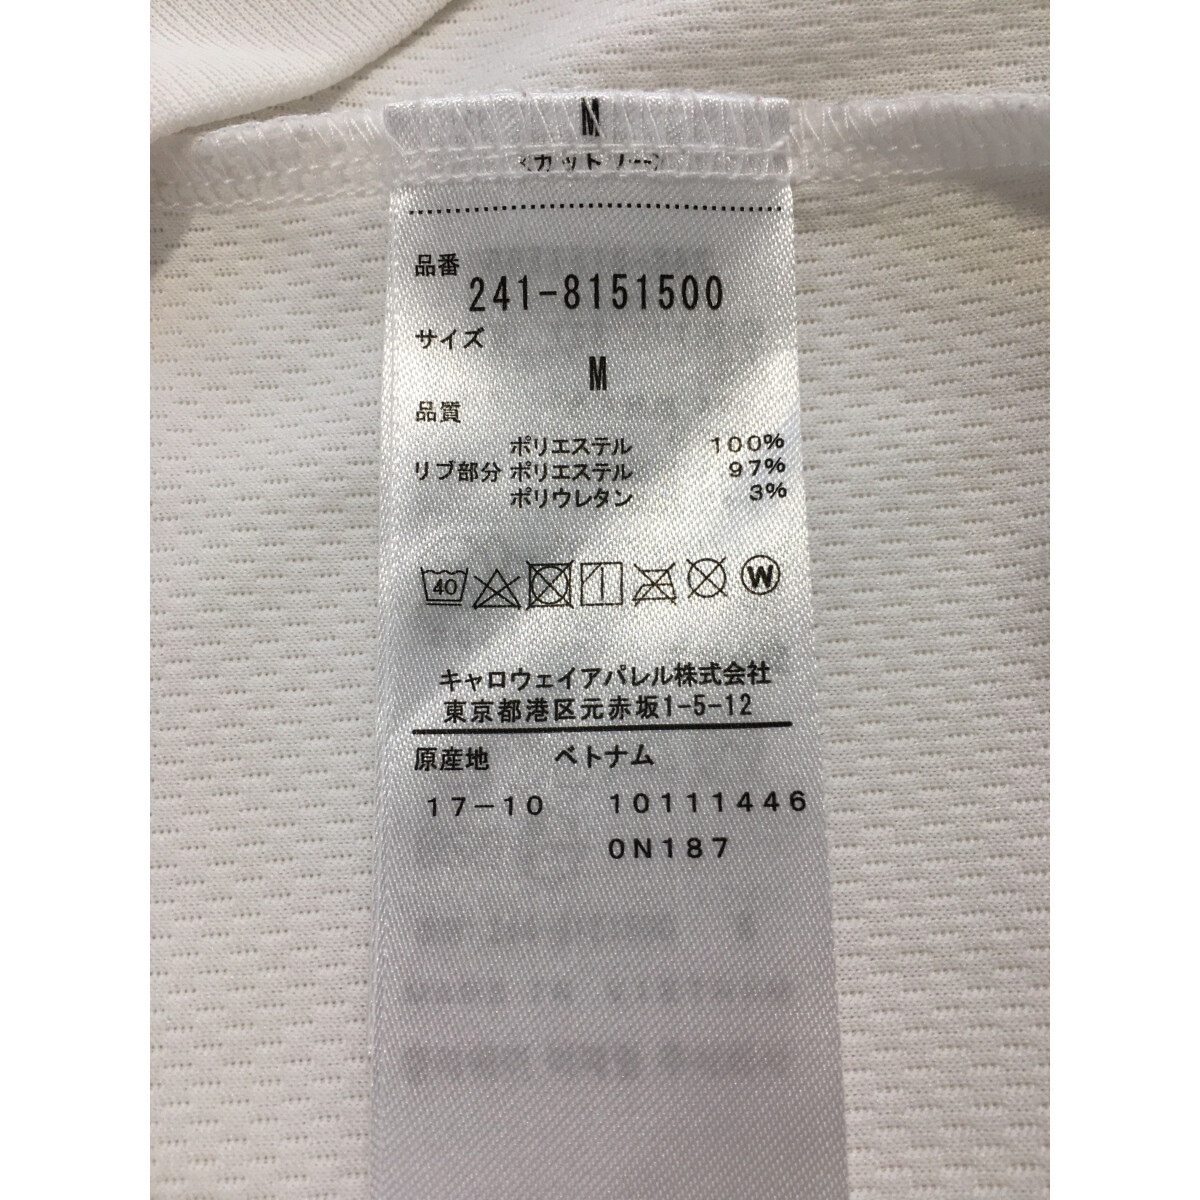 M
品番
241-8151500
サイズ
M
品質
ポリエステル 100%
リブ部分 ポリエステル 97%
ポリウレタン 3%
40 W
キャロウェイアパレル株式会社
東京都港区元赤坂1-5-12
原産地 ベトナム
17-10 10111446
0N187